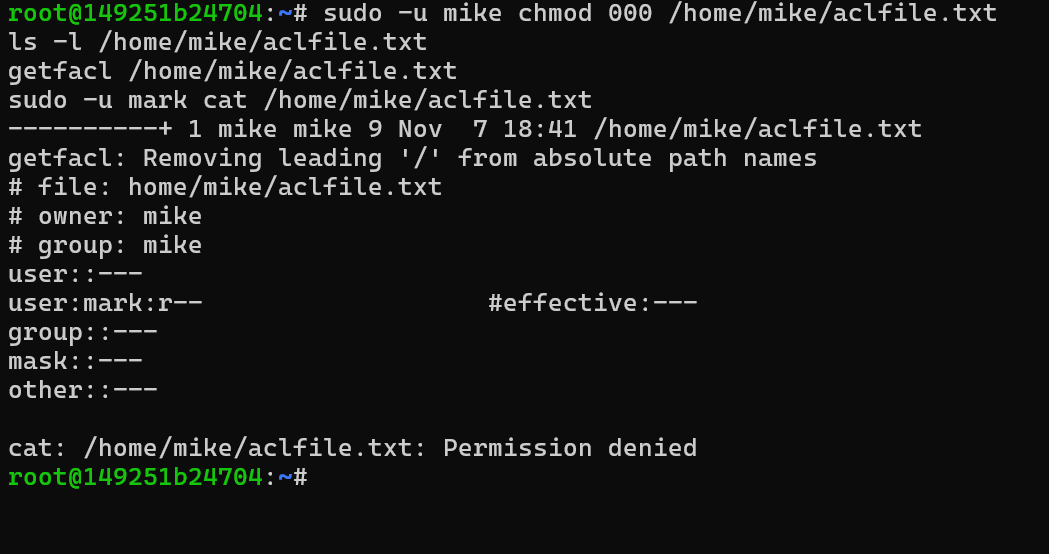 root@149251b24704:~# sudo -u mike chmod 000 /home/mike/aclfile.txt
ls -l /home/mike/aclfile.txt
getfacl /home/mike/aclfile.txt
sudo -u mark cat /home/mike/aclfile.txt
----------+ 1 mike mike 9 Nov  7 18:41 /home/mike/aclfile.txt
getfacl: Removing leading '/' from absolute path names
# file: home/mike/aclfile.txt
# owner: mike
# group: mike
user::---
user:mark:r--                   #effective:---
group::---
mask::---
other::---
cat: /home/mike/aclfile.txt: Permission denied
root@149251b24704:~#